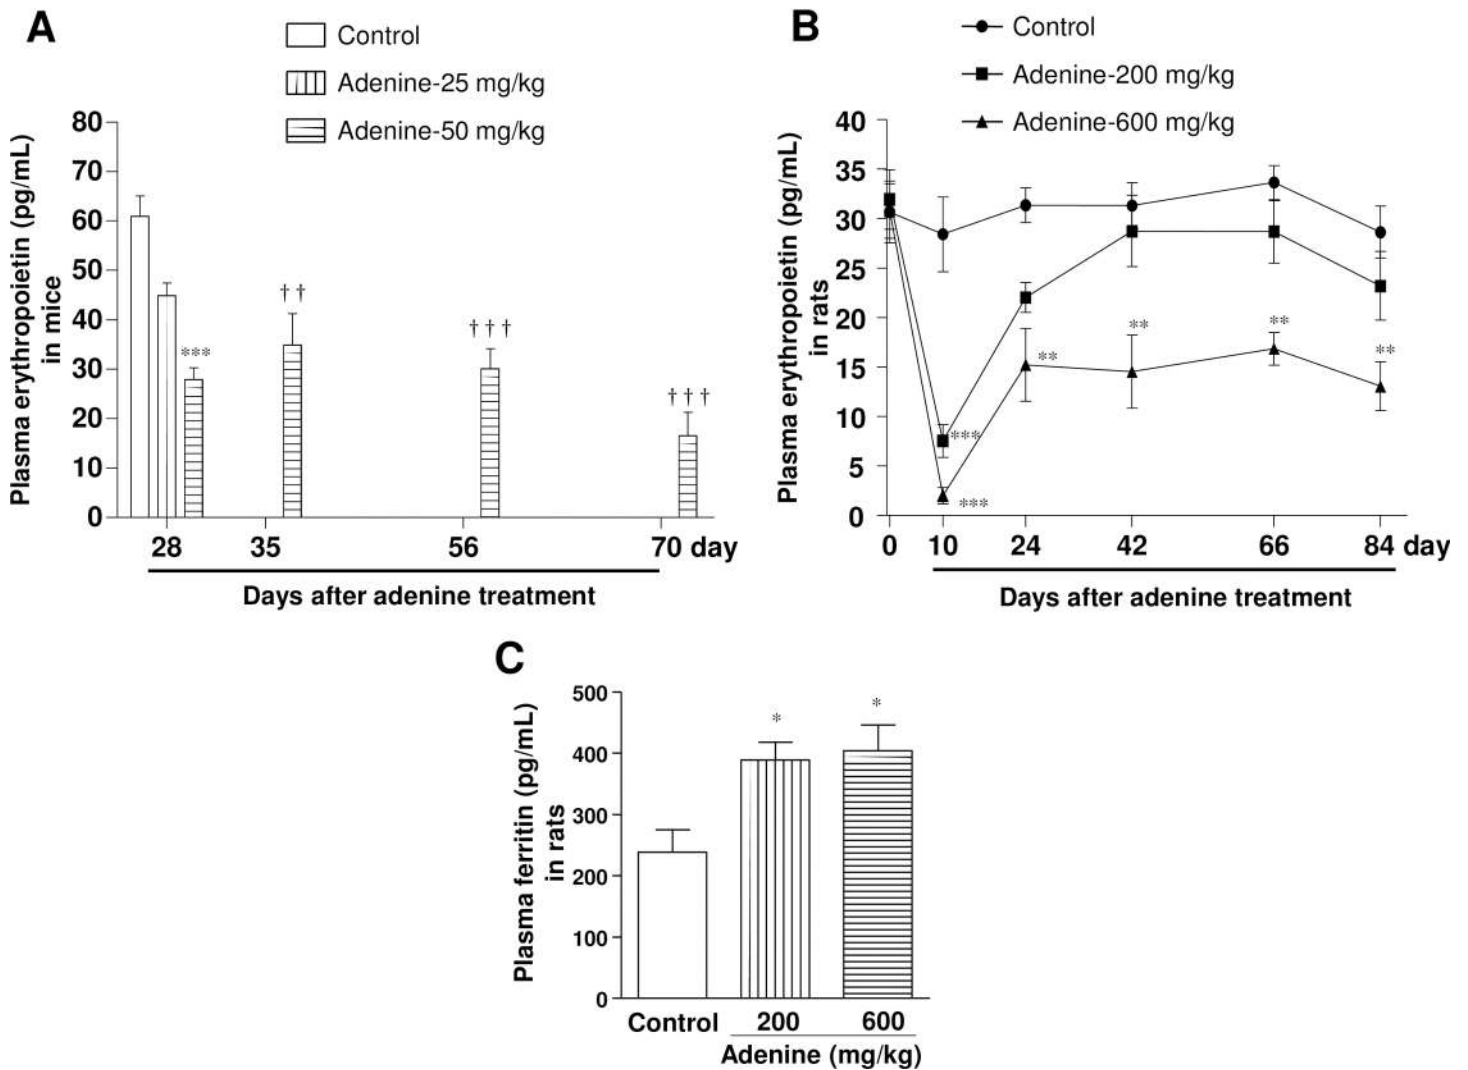 A
Control
Adenine-25 mg/kg
Adenine-50 mg/kg
Plasma erythropoietin (pg/mL)
in mice
80
70
60
50
40
30
20
10
0
***
† †
† † †
† † †
28 35 56 70 day
Days after adenine treatment
B
Control
Adenine-200 mg/kg
Adenine-600 mg/kg
Plasma erythropoietin (pg/mL)
in rats
40
35
30
25
20
15
10
5
0
***
***
**
**
**
**
0 10 24 42 66 84 day
Days after adenine treatment
C
Plasma ferritin (pg/mL)
in rats
500
400
300
200
100
0
*
*
Control 200 600
Adenine (mg/kg)